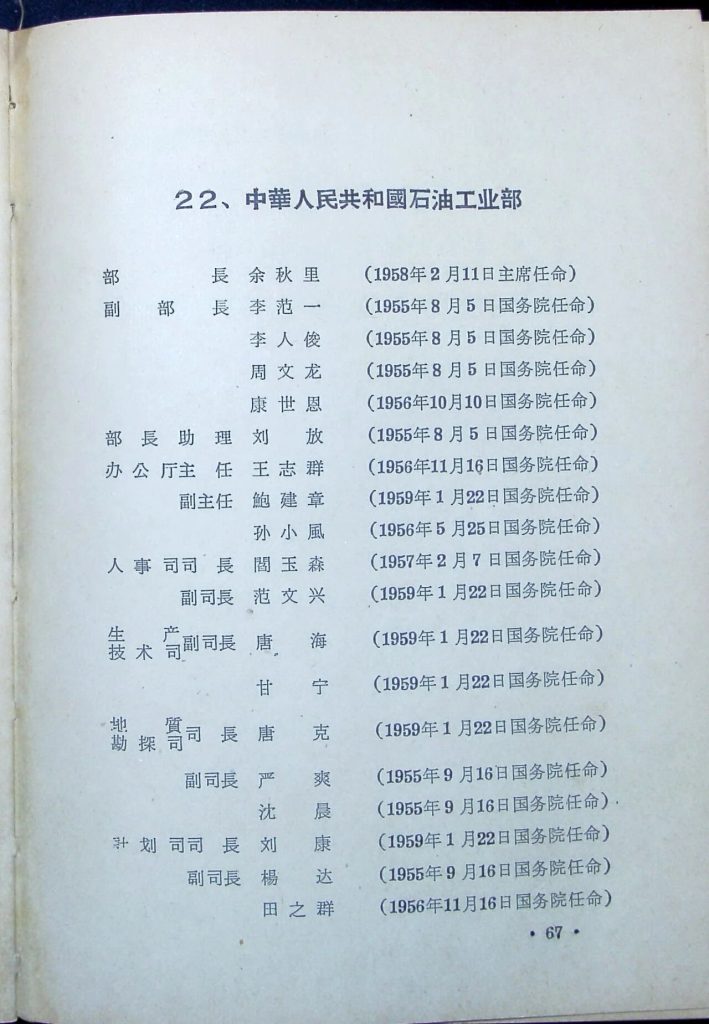 22、中華人民共和國石油工业部
部長 余秋里 (1958年2月11日主席任命)
副部長 李范一 (1955年8月5日国务院任命)
李人俊 (1955年8月5日国务院任命)
周文龙 (1955年8月5日国务院任命)
康世恩 (1956年10月10日国务院任命)
部長助理 刘放 (1955年8月5日国务院任命)
办公厅主任 王志群 (1956年11月16日国务院任命)
副主任 鮑建章 (1959年1月22日国务院任命)
孙小風 (1956年5月25日国务院任命)
人事司司長 閻玉森 (1957年2月7日国务院任命)
副司長 范文兴 (1959年1月22日国务院任命)
生产技术司副司長 唐海 (1959年1月22日国务院任命)
甘宁 (1959年1月22日国务院任命)
地質勘探司司長 唐克 (1959年1月22日国务院任命)
副司長 严爽 (1955年9月16日国务院任命)
沈晨 (1955年9月16日国务院任命)
計划司司長 刘康 (1959年1月22日国务院任命)
副司長 楊达 (1955年9月16日国务院任命)
田之群 (1956年11月16日国务院任命)
• 67 •